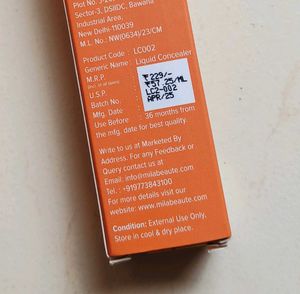 Plot No. 
Sector-3, DSIIDC, Bawana
Industrial Area,
New Delhi-110039
M.L. No.: NW(0634)/23/CM
Product Code : LC002
Generic Name : Liquid Concealer
M.R.P. ₹229/-
(Incl. of all taxes)
U.S.P. ₹57.25/ML
Batch No. LC2-002
Mfg. Date APR/25
Use Before : 36 months from
the mfg. date for best quality.
Write to us at Marketed By
Address. For any Feedback or
Query Contact Us:
Email : info@milabeaute.com
Tel : +919773843100
For more details visit our
website : www.milabeaute.com
Condition: External Use Only,
Store in cool & dry place.